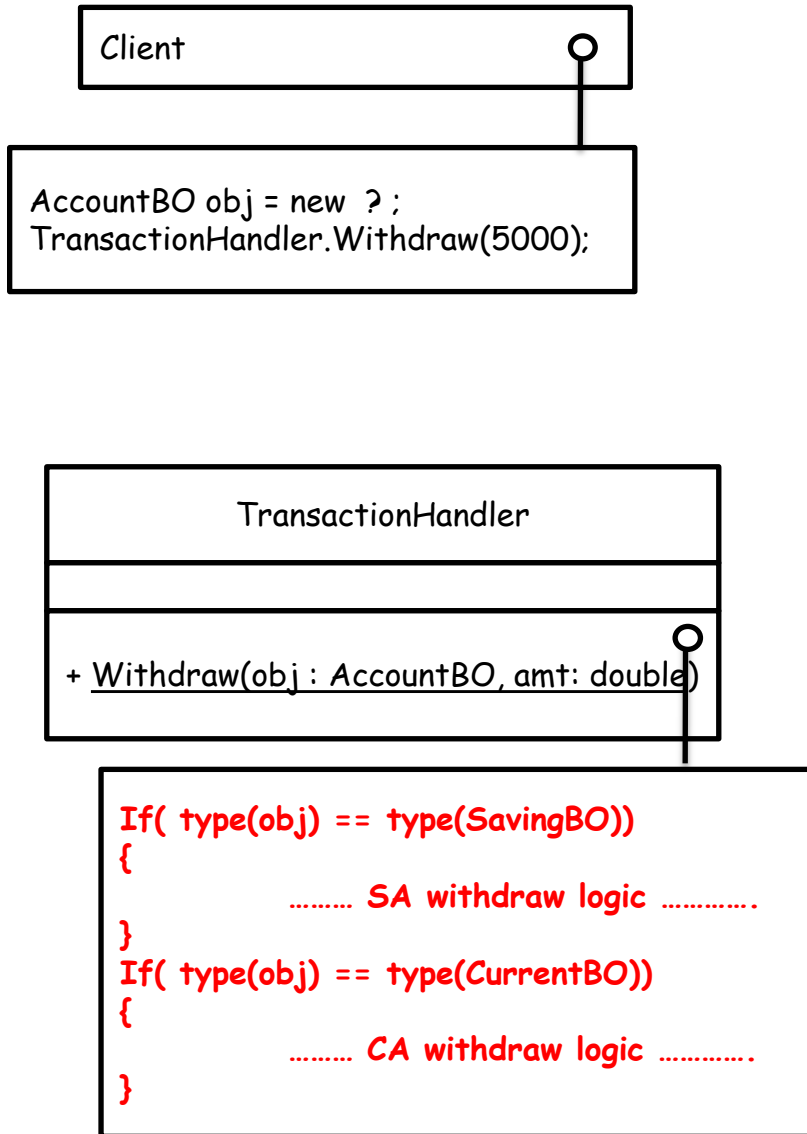 Client
AccountBO obj = new ? ;
TransactionHandler.Withdraw(5000);
TransactionHandler
+ Withdraw(obj : AccountBO, amt: double)
If( type(obj) == type(SavingBO))
{
……… SA withdraw logic ………….
}
If( type(obj) == type(CurrentBO))
{
……… CA withdraw logic ………….
}